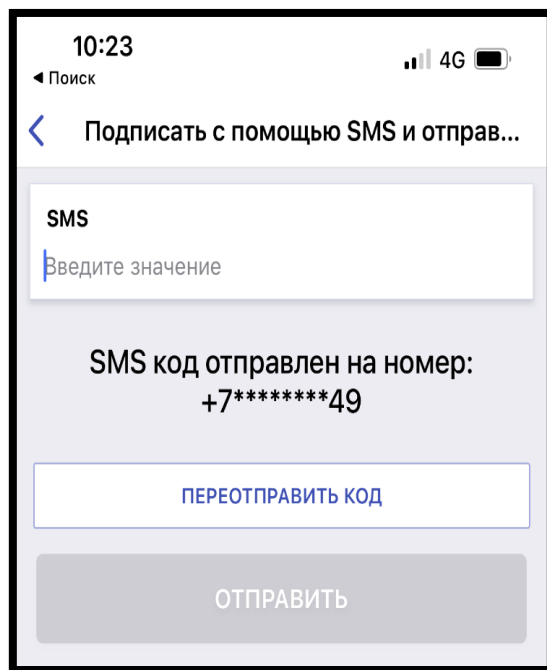 10:23
4G
◀ Поиск
Подписать с помощью SMS и отправ...
SMS
Введите значение
SMS код отправлен на номер:
+7********49
ПЕРЕОТПРАВИТЬ КОД
ОТПРАВИТЬ